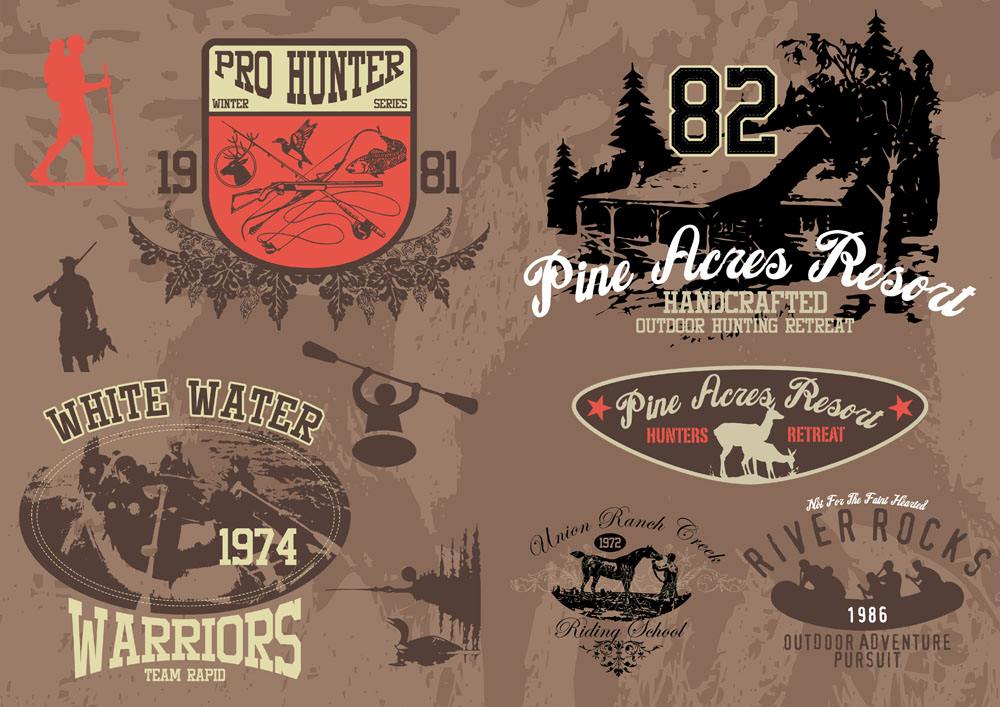 PRO HUNTER
WINTER SERIES
19 81
82
Pine Acres Resort
HANDCRAFTED
OUTDOOR HUNTING RETREAT
WHITE WATER
1974
WARRIORS
TEAM RAPID
Pine Acres Resort
HUNTERS RETREAT
Union Ranch Creek
1972
Riding School
Not For The Faint Hearted
RIVER ROCKS
1986
OUTDOOR ADVENTURE
PURSUIT